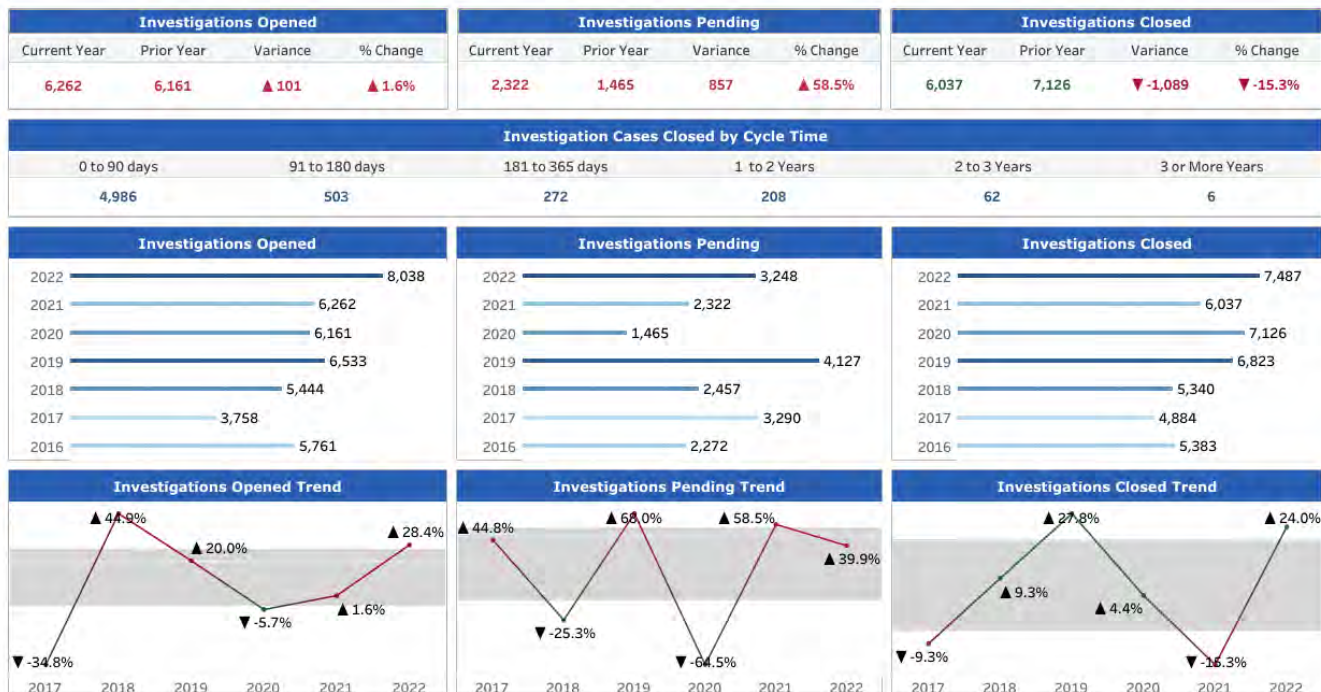 Investigations Opened
Current Year Prior Year Variance % Change
6,262 6,161 ▲ 101 ▲ 1.6%
Investigations Pending
Current Year Prior Year Variance % Change
2,322 1,465 857 ▲ 58.5%
Investigations Closed
Current Year Prior Year Variance % Change
6,037 7,126 ▼ -1,089 ▼ -15.3%
Investigation Cases Closed by Cycle Time
0 to 90 days 91 to 180 days 181 to 365 days 1 to 2 Years 2 to 3 Years 3 or More Years
4,986 503 272 208 62 6
Investigations Opened
2022 8,038
2021 6,262
2020 6,161
2019 6,533
2018 5,444
2017 3,758
2016 5,761
Investigations Pending
2022 3,248
2021 2,322
2020 1,465
2019 4,127
2018 2,457
2017 3,290
2016 2,272
Investigations Closed
2022 7,487
2021 6,037
2020 7,126
2019 6,823
2018 5,340
2017 4,884
2016 5,383
Investigations Opened Trend
▲ 44.9%
▲ 28.4%
▲ 20.0%
▲ 1.6%
▼ -5.7%
▼ -34.8%
2017 2018 2019 2020 2021 2022
Investigations Pending Trend
▲ 44.8%
▲ 68.0%
▲ 58.5%
▲ 39.9%
▼ -25.3%
▼ -64.5%
2017 2018 2019 2020 2021 2022
Investigations Closed Trend
▲ 27.8%
▲ 24.0%
▲ 9.3%
▲ 4.4%
▼ -9.3%
▼ -15.3%
2017 2018 2019 2020 2021 2022